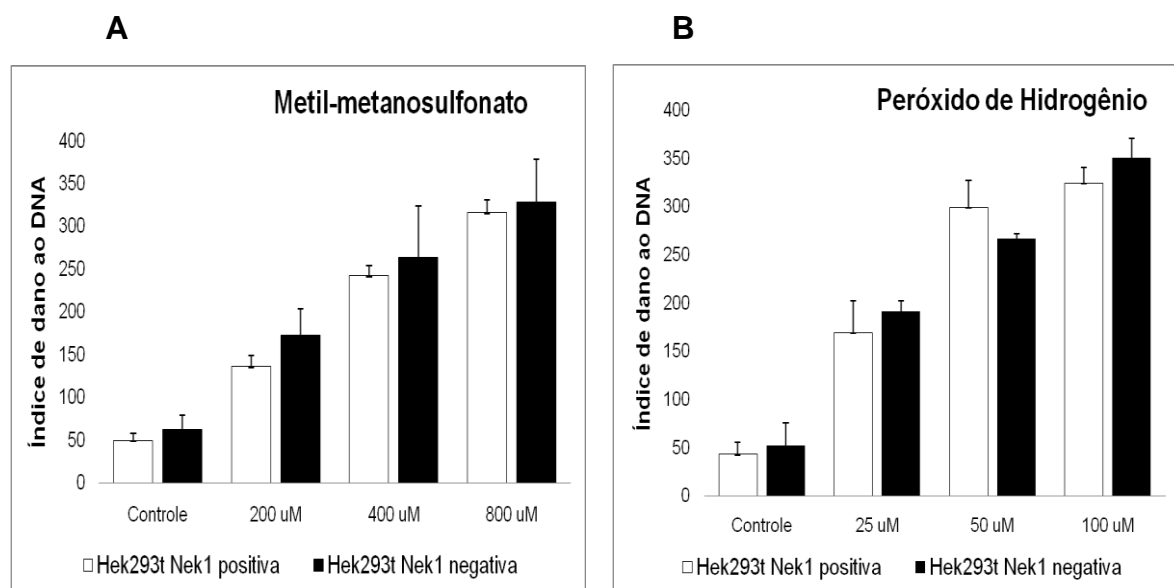 A
Metil-metanosulfonato
Índice de dano ao DNA
400
350
300
250
200
150
100
50
0
Controle 200 uM 400 uM 800 uM
Hek293t Nek1 positiva Hek293t Nek1 negativa
B
Peróxido de Hidrogênio
Índice de dano ao DNA
400
350
300
250
200
150
100
50
0
Controle 25 uM 50 uM 100 uM
Hek293t Nek1 positiva Hek293t Nek1 negativa